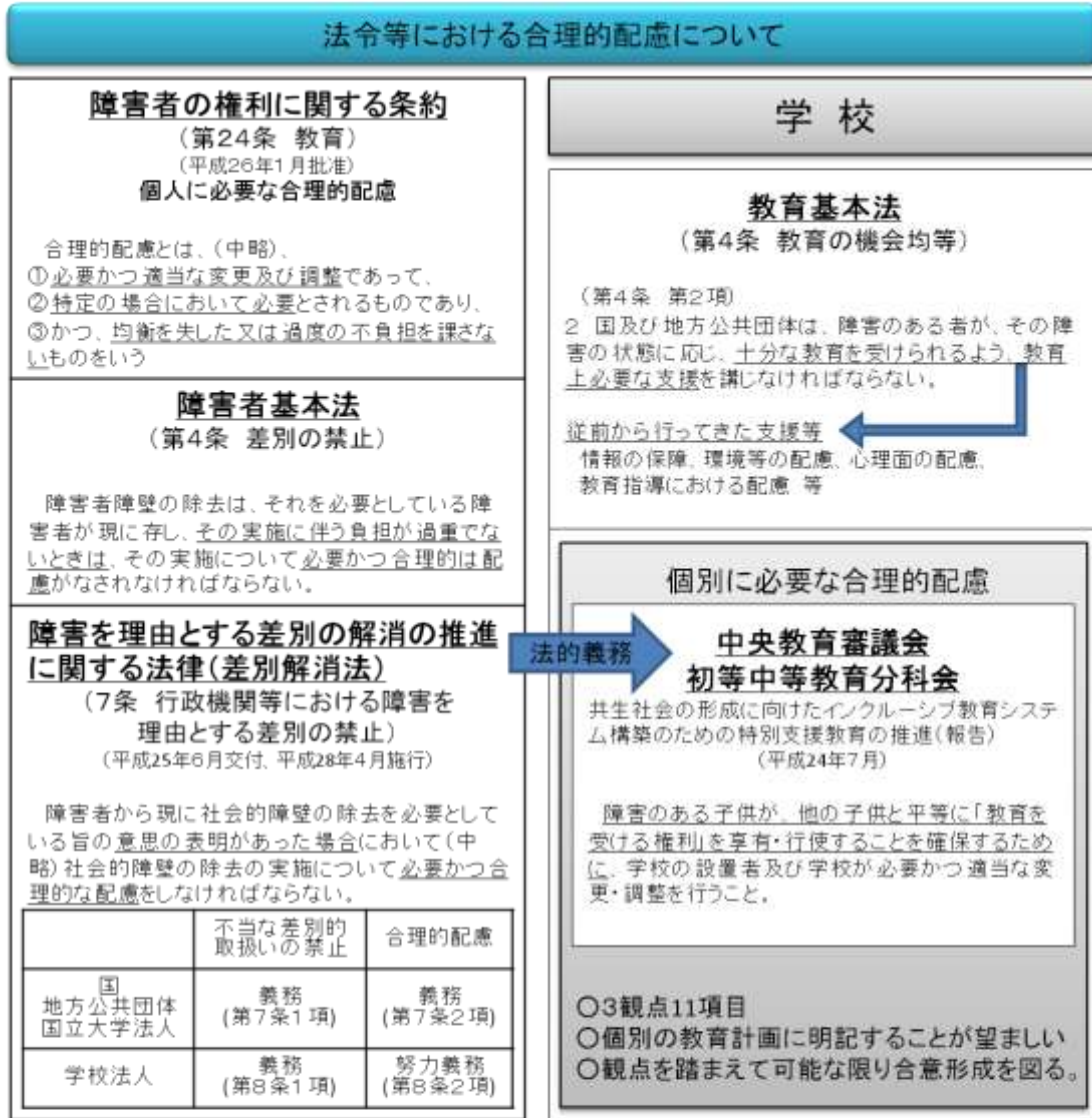 法令等における合理的配慮について
障害者の権利に関する条約
(第24条 教育)
(平成26年1月批准)
個人に必要な合理的配慮
合理的配慮とは、(中略)、
①必要かつ適当な変更及び調整であって、
②特定の場合において必要とされるものであり、
③かつ、均衡を失した又は過度の不負担を課さな
いものをいう
障害者基本法
(第4条 差別の禁止)
障害者障壁の除去は、それを必要としている障
害者が現に存し、その実施に伴う負担が過重でな
いときは、その実施について必要かつ合理的は配
慮がなされなければならない。
障害を理由とする差別の解消の推進
に関する法律(差別解消法)
(7条 行政機関等における障害を
理由とする差別の禁止)
(平成25年6月交付、平成28年4月施行)
障害者から現に社会的障壁の除去を必要として
いる旨の意思の表明があった場合において(中
略)社会的障壁の除去の実施について必要かつ合
理的な配慮をしなければならない。
不当な差別的
取扱いの禁止
合理的配慮
国
地方公共団体
国立大学法人
義務
(第7条1項)
義務
(第7条2項)
学校法人
義務
(第8条1項)
努力義務
(第8条2項)
法的義務
学校
教育基本法
(第4条 教育の機会均等)
(第4条 第2項)
2 国及び地方公共団体は、障害のある者が、その障
害の状態に応じ、十分な教育を受けられるよう、教育
上必要な支援を講じなければならない。
従前から行ってきた支援等
情報の保障、環境等の配慮、心理面の配慮、
教育指導における配慮 等
個別に必要な合理的配慮
中央教育審議会
初等中等教育分科会
共生社会の形成に向けたインクルーシブ教育システ
ム構築のための特別支援教育の推進(報告)
(平成24年7月)
障害のある子供が、他の子供と平等に「教育を
受ける権利」を享有・行使することを確保するため
に、学校の設置者及び学校が必要かつ適当な変
更・調整を行うこと。
○3観点11項目
○個別の教育計画に明記することが望ましい
○観点を踏まえて可能な限り合意形成を図る。